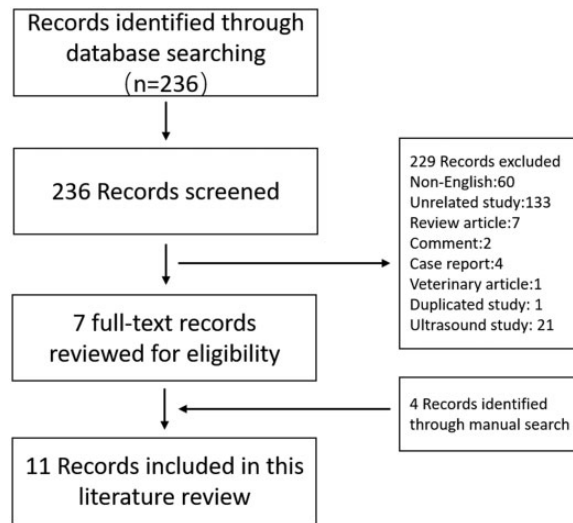 Records identified through
database searching
(n=236)
236 Records screened
229 Records excluded
Non-English:60
Unrelated study:133
Review article:7
Comment:2
Case report:4
Veterinary article:1
Duplicated study: 1
Ultrasound study: 21
7 full-text records
reviewed for eligibility
4 Records identified
through manual search
11 Records included in this
literature review